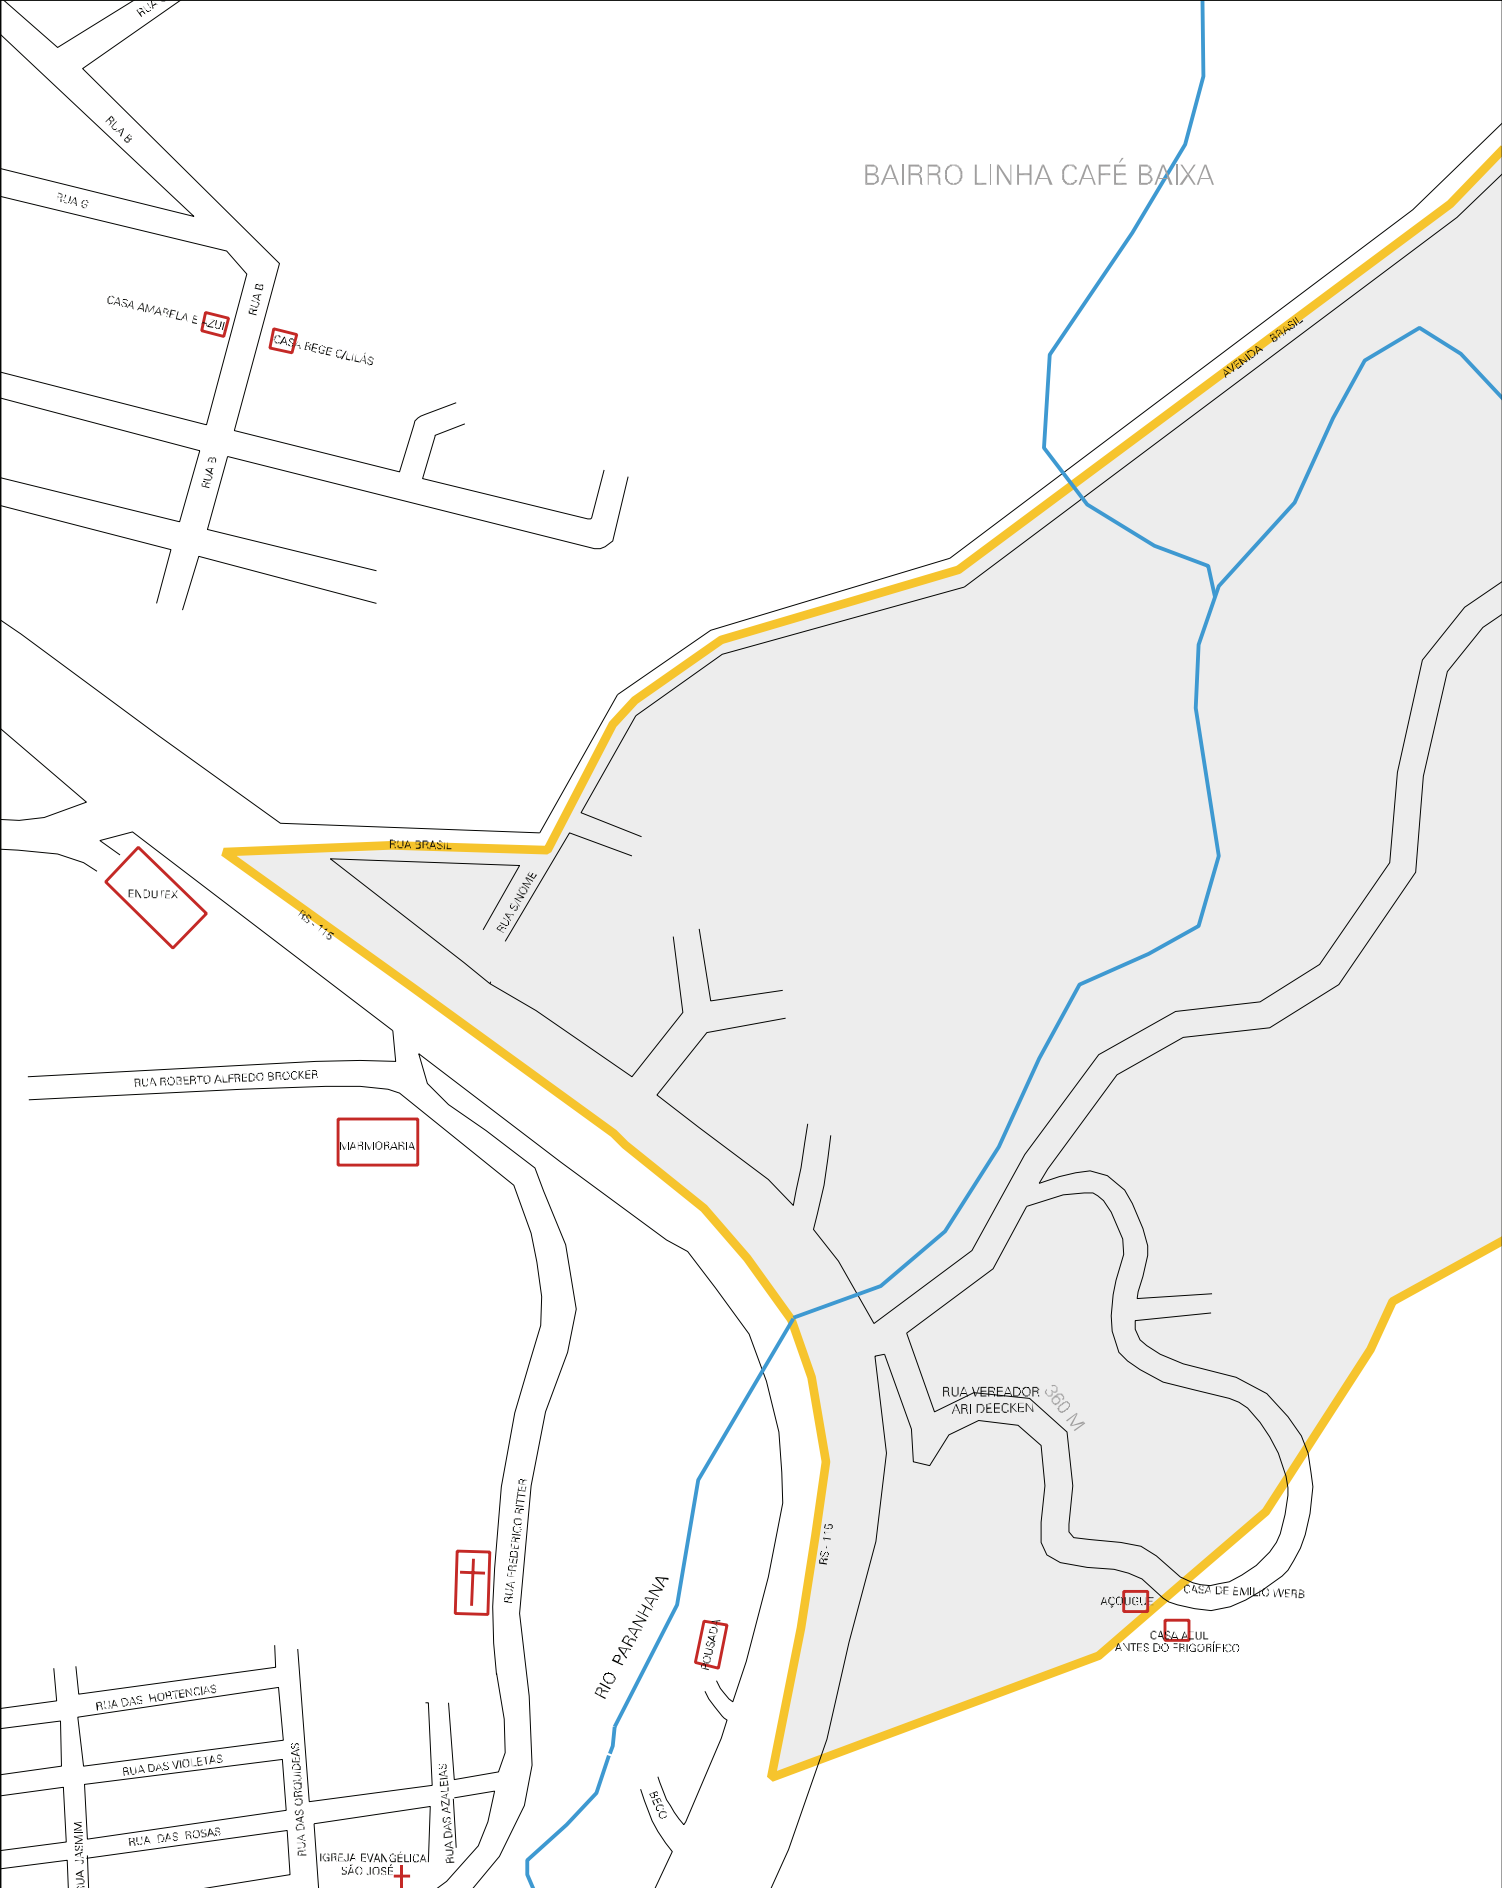 RUA B
BAIRRO LINHA CAFÉ BAIXA
RUA G
RUA B
CASA AMARELA E AZUL
CASA BEGE C/LILÁS
AVENIDA BRASIL
RUA B
RUA BRASIL
ENDUTEX
RUA S/NOME
RS - 115
RUA ROBERTO ALFREDO BROCKER
MARMORARIA
RUA VEREADOR
ARI DEECKEN
360 M
RUA FREDERICO RITTER
RS - 115
RIO PARANHANA
POUSADA
AÇOUGUE
CASA DE EMILIO WERB
CASA AZUL
ANTES DO FRIGORÍFICO
RUA DAS HORTENCIAS
RUA DAS VIOLETAS
RUA DAS ORQUIDEAS
RUA DAS AZALEIAS
BECO
RUA DAS ROSAS
RUA JASMIM
IGREJA EVANGÉLICA
SÃO JOSÉ